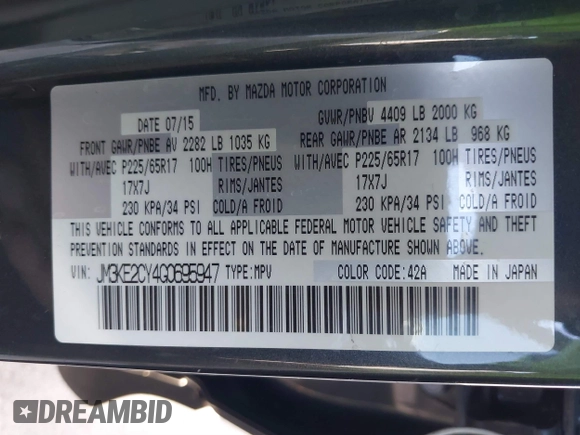 MFD. BY MAZDA MOTOR CORPORATION
DATE 07/15 GVWR/PNBV 4409 LB 2000 KG
FRONT GAWR/PNBE AV 2282 LB 1035 KG REAR GAWR/PNBE AR 2134 LB 968 KG
WITH/AVEC P225/65R17 100H TIRES/PNEUS WITH/AVEC P225/65R17 100H TIRES/PNEUS
17X7J RIMS/JANTES 17X7J RIMS/JANTES
230 KPA/34 PSI COLD/A FROID 230 KPA/34 PSI COLD/A FROID
THIS VEHICLE CONFORMS TO ALL APPLICABLE FEDERAL MOTOR VEHICLE SAFETY AND THEFT
PREVENTION STANDARDS IN EFFECT ON THE DATE OF MANUFACTURE SHOWN ABOVE.
VIN: JM3KE2CY4G0695947 TYPE: MPV COLOR CODE: 42A MADE IN JAPAN
DREAMBID